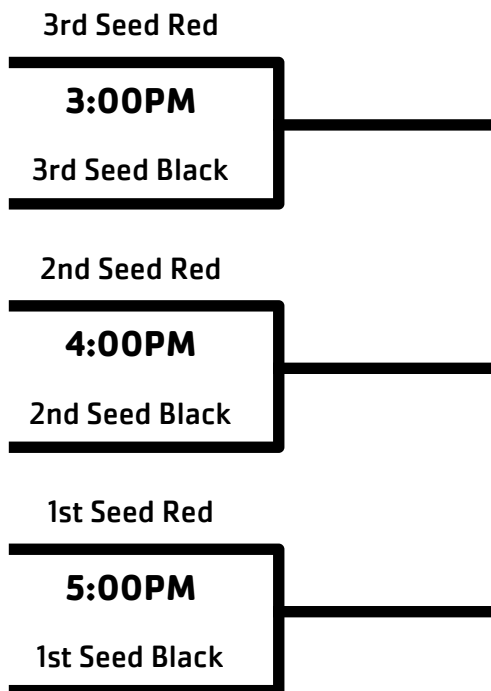 3rd Seed Red
3:00PM
3rd Seed Black
2nd Seed Red
4:00PM
2nd Seed Black
1st Seed Red
5:00PM
1st Seed Black